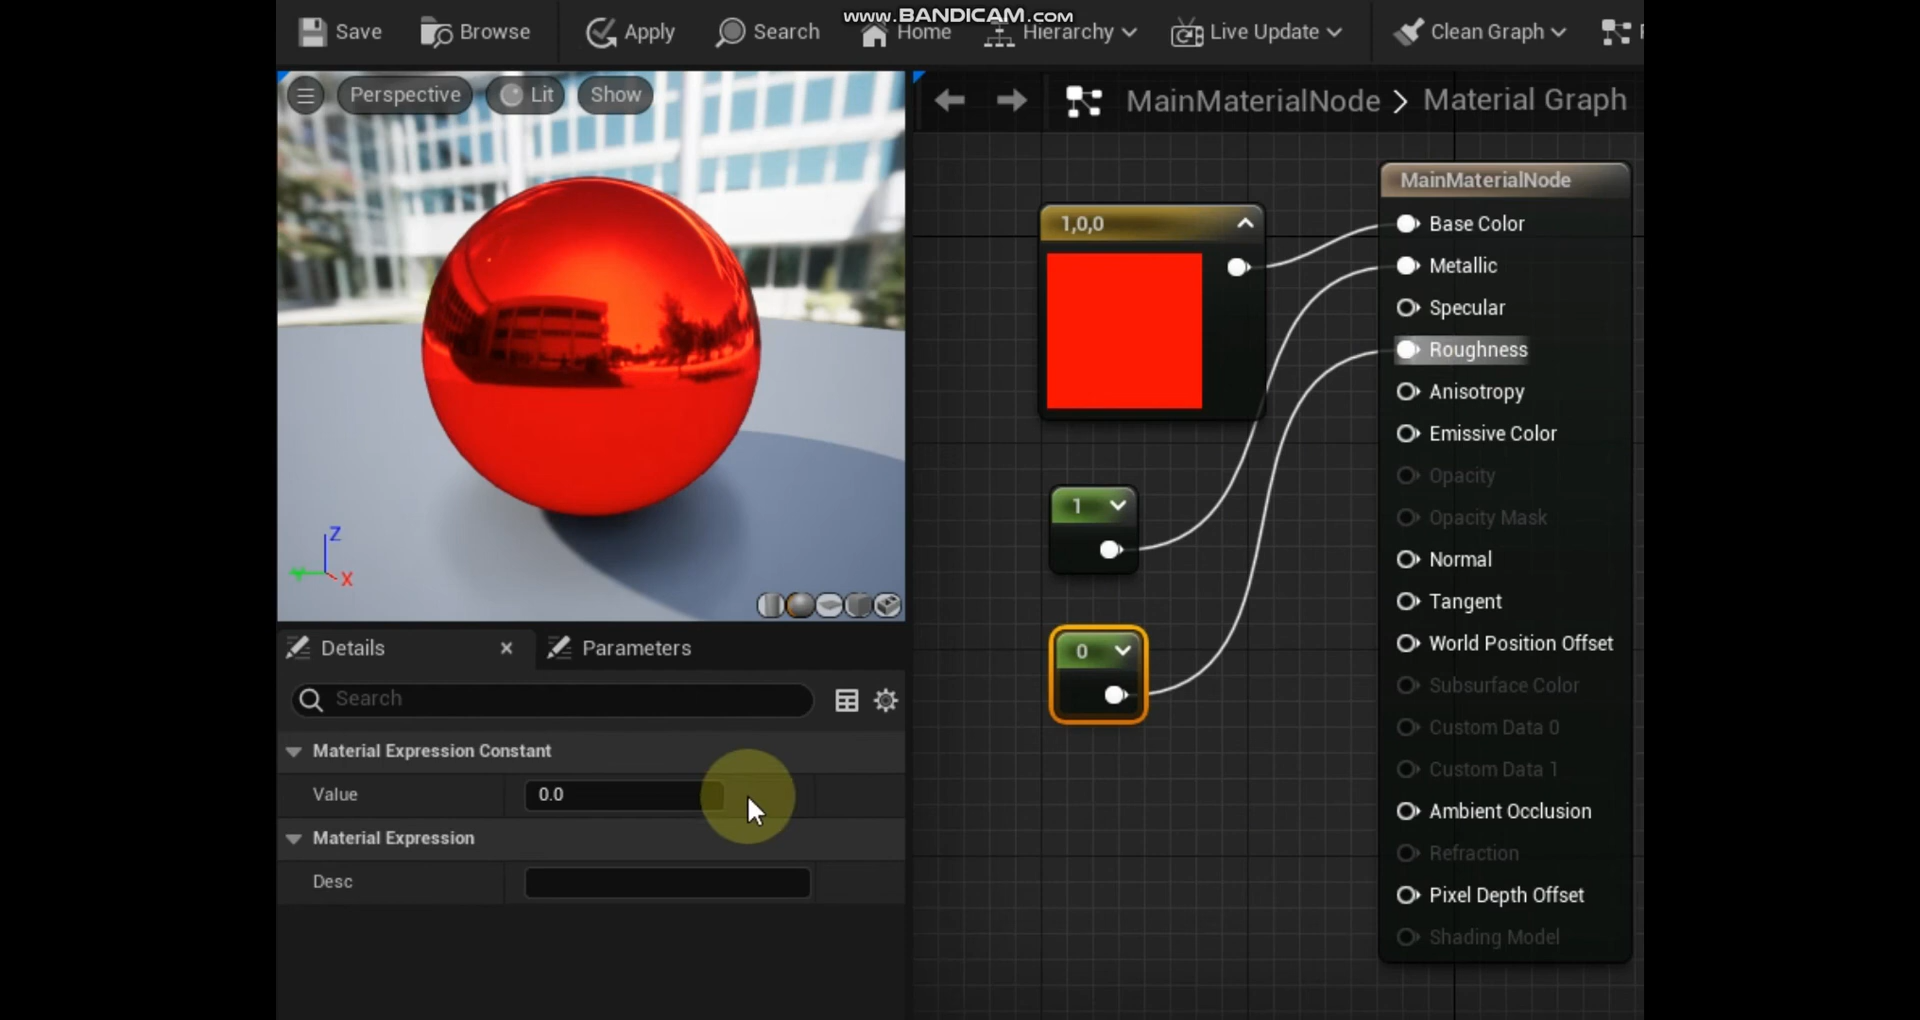 www.BANDICAM.com
Save
Browse
Apply
Search
Home
Hierarchy
Live Update
Clean Graph
Perspective
Lit
Show
MainMaterialNode > Material Graph
MainMaterialNode
1,0,0
Base Color
Metallic
Specular
Roughness
Anisotropy
Emissive Color
1
Opacity
Opacity Mask
Normal
Z
Y
X
Tangent
0
World Position Offset
Details
Parameters
Subsurface Color
Search
Custom Data 0
Material Expression Constant
Custom Data 1
Value
0.0
Ambient Occlusion
Material Expression
Refraction
Desc
Pixel Depth Offset
Shading Model